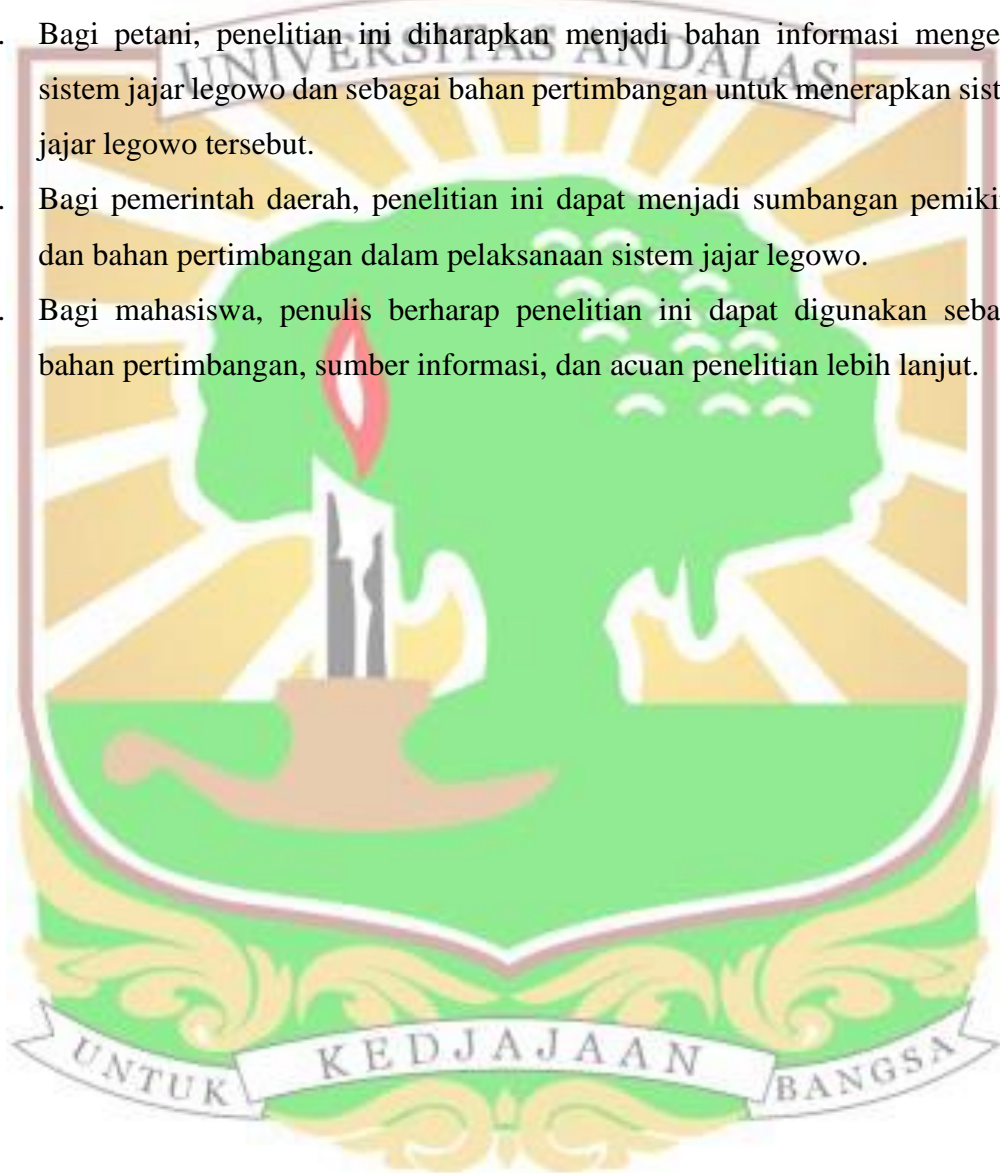 . Bagi petani, penelitian ini diharapkan menjadi bahan informasi menge
UNIVERSITAS ANDALAS
sistem jajar legowo dan sebagai bahan pertimbangan untuk menerapkan sist
jajar legowo tersebut.
. Bagi pemerintah daerah, penelitian ini dapat menjadi sumbangan pemiki
dan bahan pertimbangan dalam pelaksanaan sistem jajar legowo.
. Bagi mahasiswa, penulis berharap penelitian ini dapat digunakan seba
bahan pertimbangan, sumber informasi, dan acuan penelitian lebih lanjut.
UNTUK KEDJAJAAN BANGSA